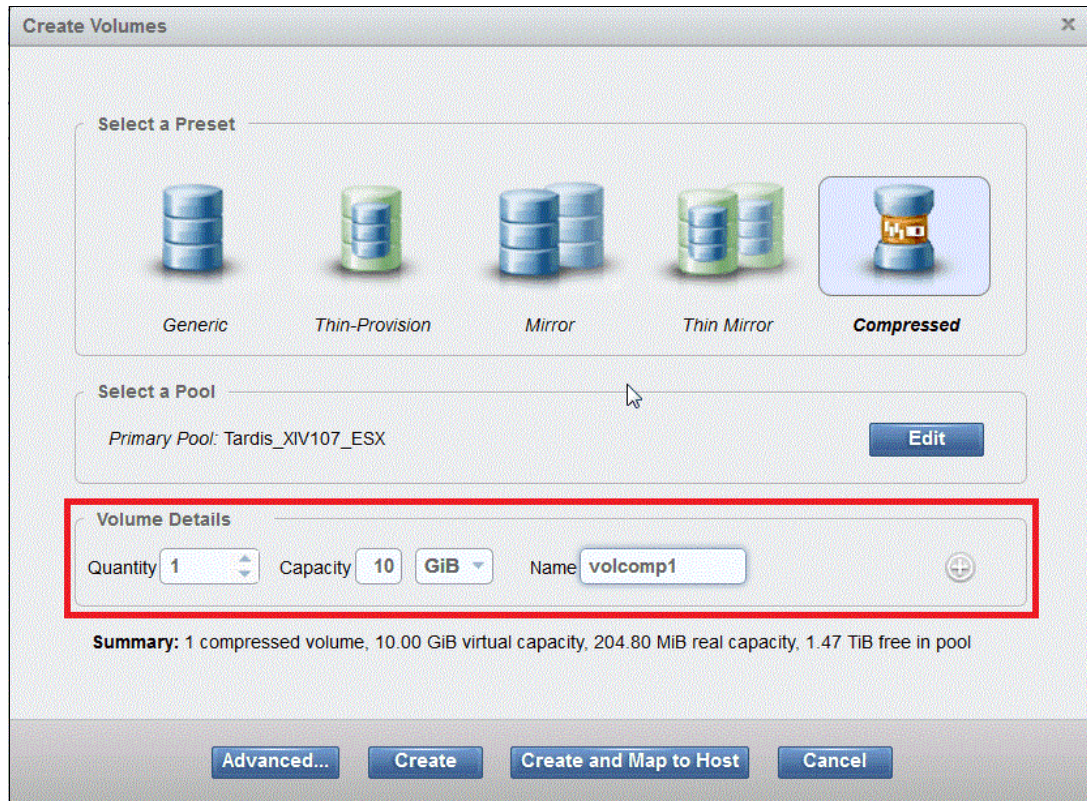 Create Volumes
Select a Preset
Generic Thin-Provision Mirror Thin Mirror Compressed
Select a Pool
Primary Pool: Tardis_XIV107_ESX Edit
Volume Details
Quantity 1 Capacity 10 GiB Name volcomp1
Summary: 1 compressed volume, 10.00 GiB virtual capacity, 204.80 MiB real capacity, 1.47 TiB free in pool
Advanced... Create Create and Map to Host Cancel